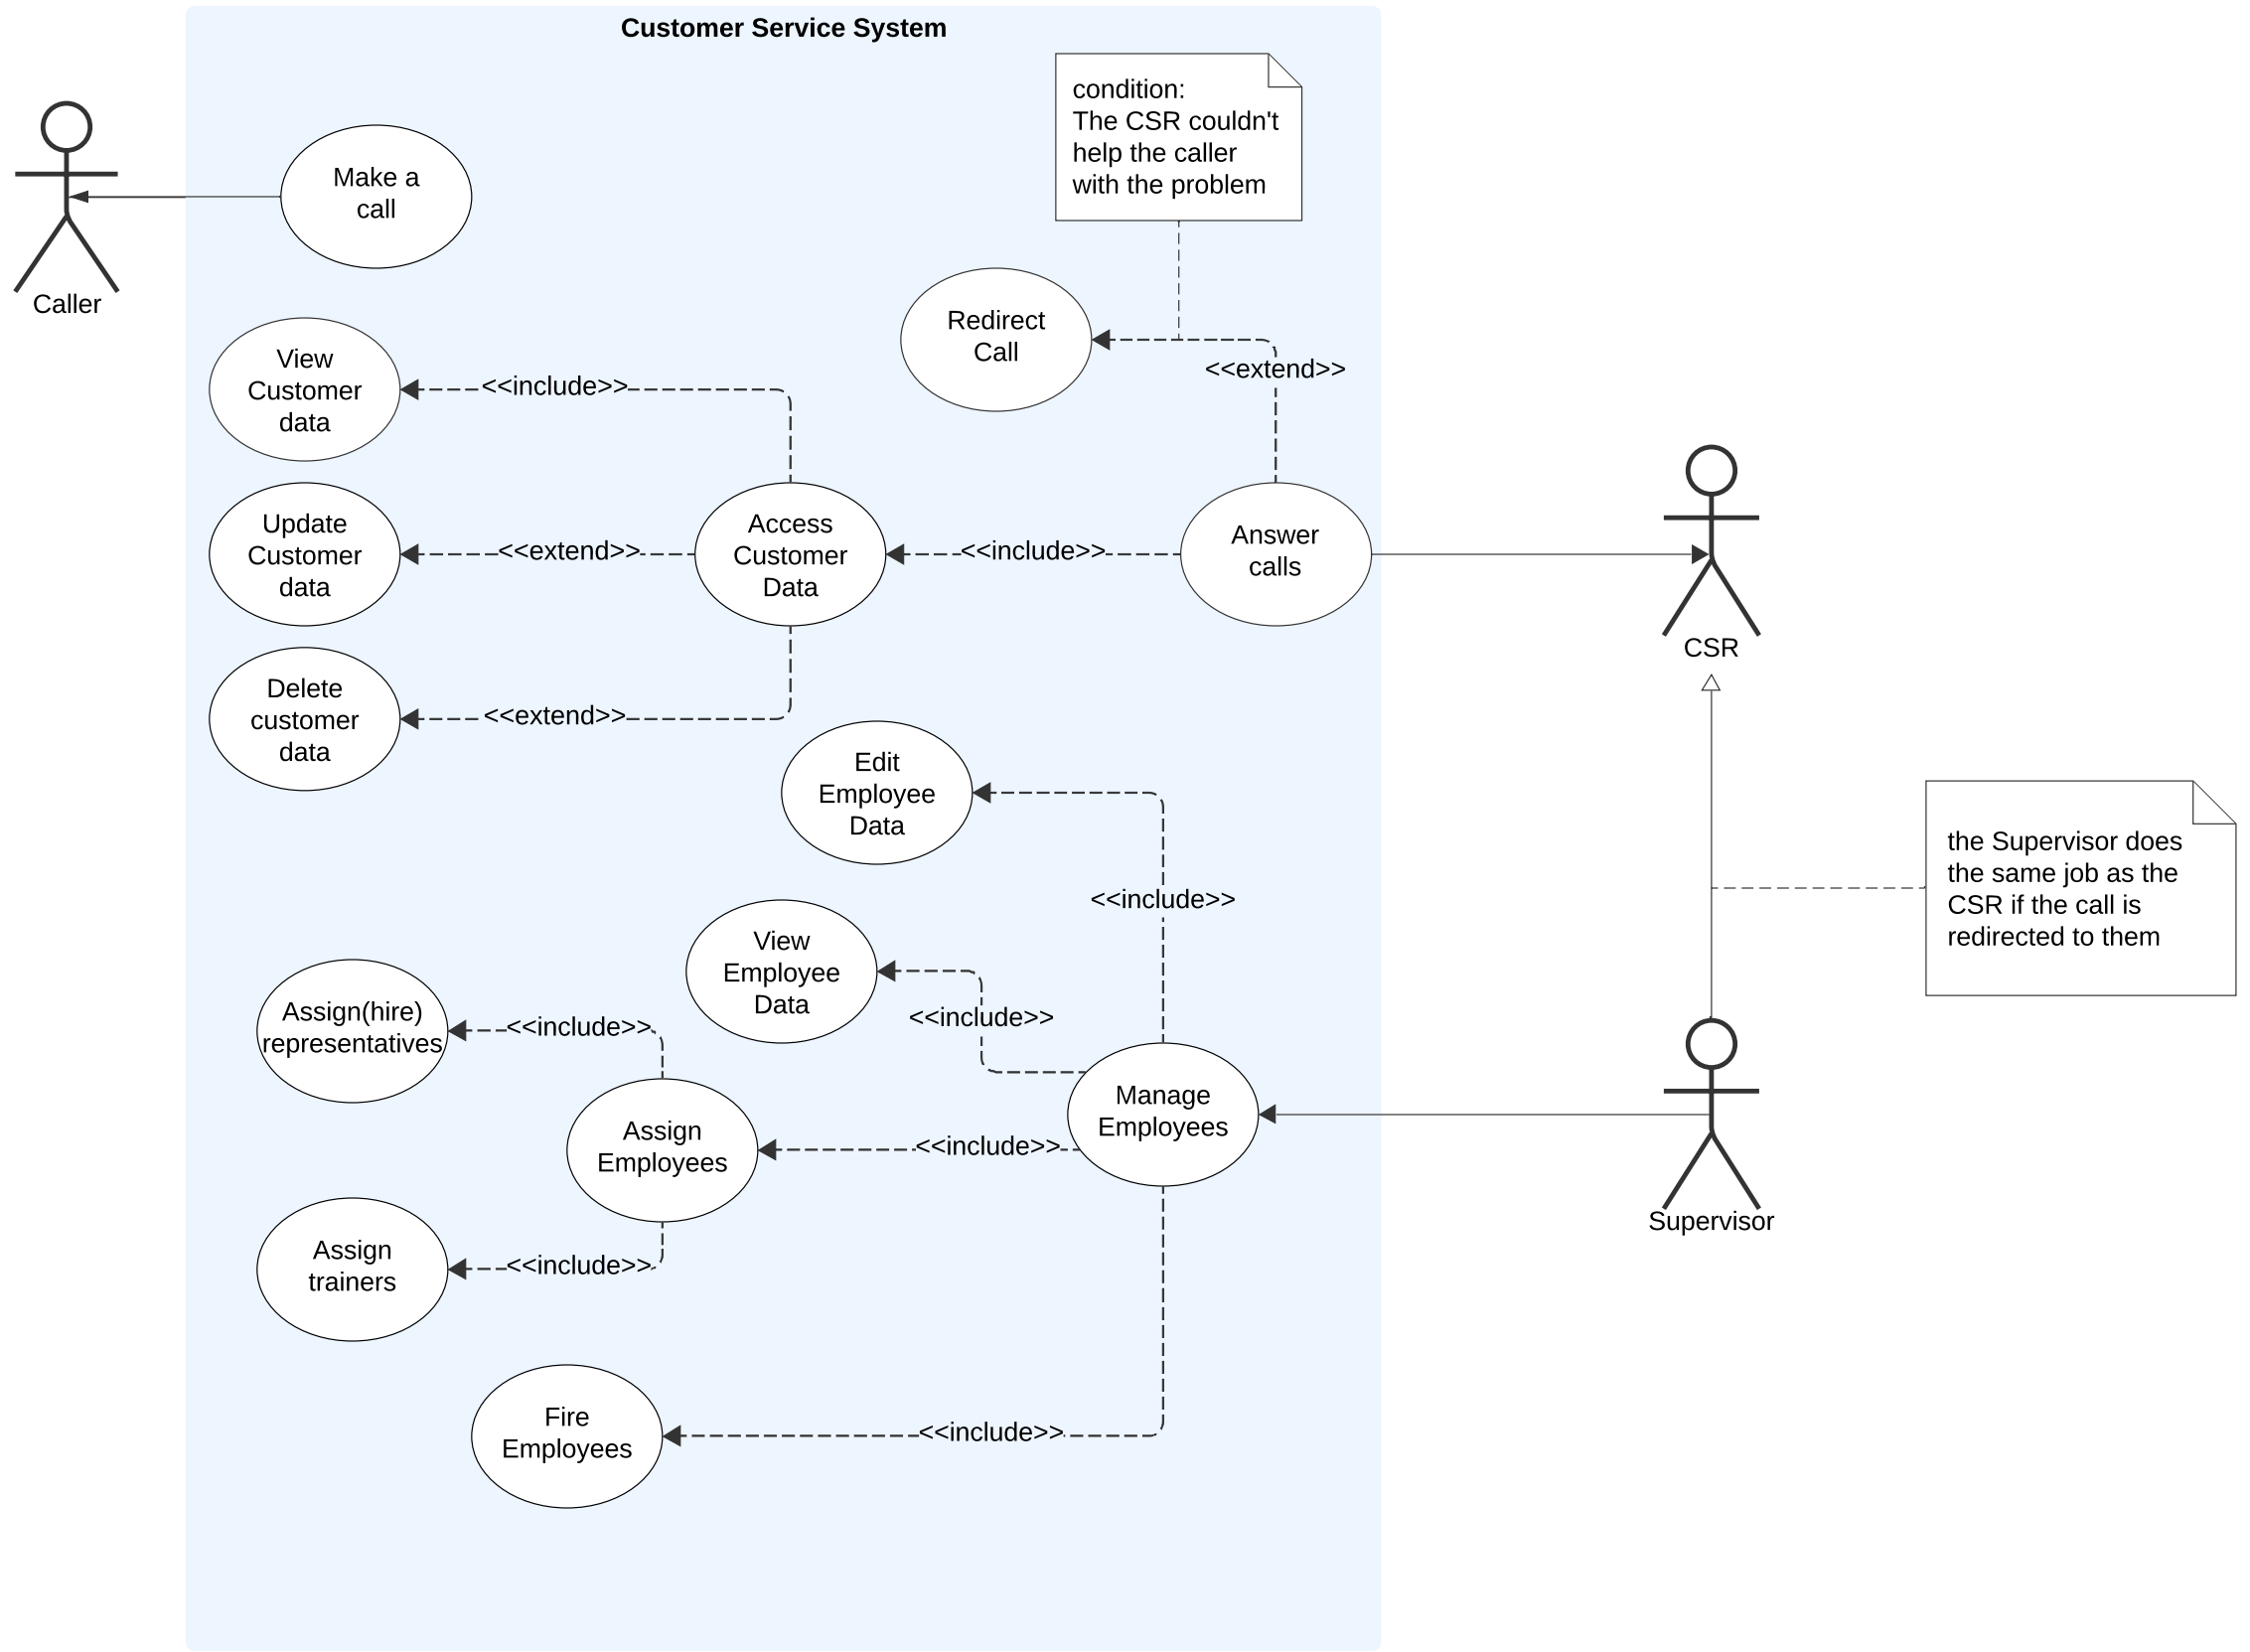 Customer Service System
condition:
The CSR couldn't
help the caller
with the problem
Make a
call
Caller
Redirect
Call
<<extend>>
View
Customer
data
<<include>>
Update
Customer
data
<<extend>>
Access
Customer
Data
<<include>>
Answer
calls
CSR
Delete
customer
data
<<extend>>
Edit
Employee
Data
<<include>>
the Supervisor does
the same job as the
CSR if the call is
redirected to them
View
Employee
Data
<<include>>
Assign(hire)
representatives
<<include>>
Manage
Employees
Assign
Employees
<<include>>
Supervisor
Assign
trainers
<<include>>
Fire
Employees
<<include>>